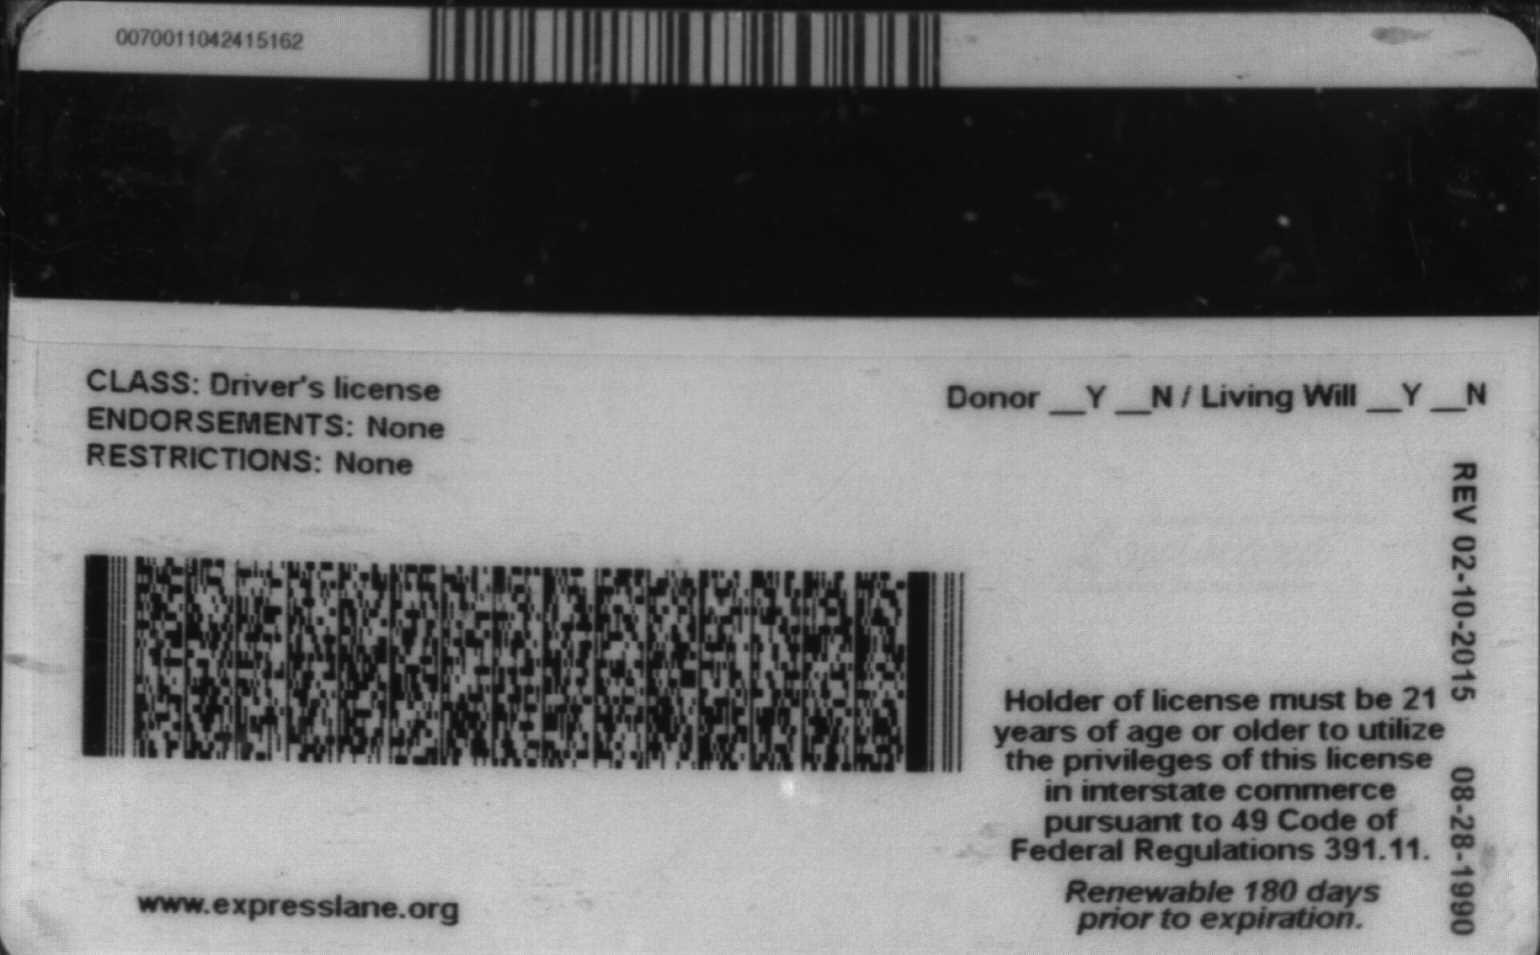 0070011042415162
CLASS: Driver's license
ENDORSEMENTS: None
RESTRICTIONS: None
Donor __Y __N / Living Will __Y __N
REV 02-10-2015
08-28-1990
Holder of license must be 21
years of age or older to utilize
the privileges of this license
in interstate commerce
pursuant to 49 Code of
Federal Regulations 391.11.
Renewable 180 days
prior to expiration.
www.expresslane.org